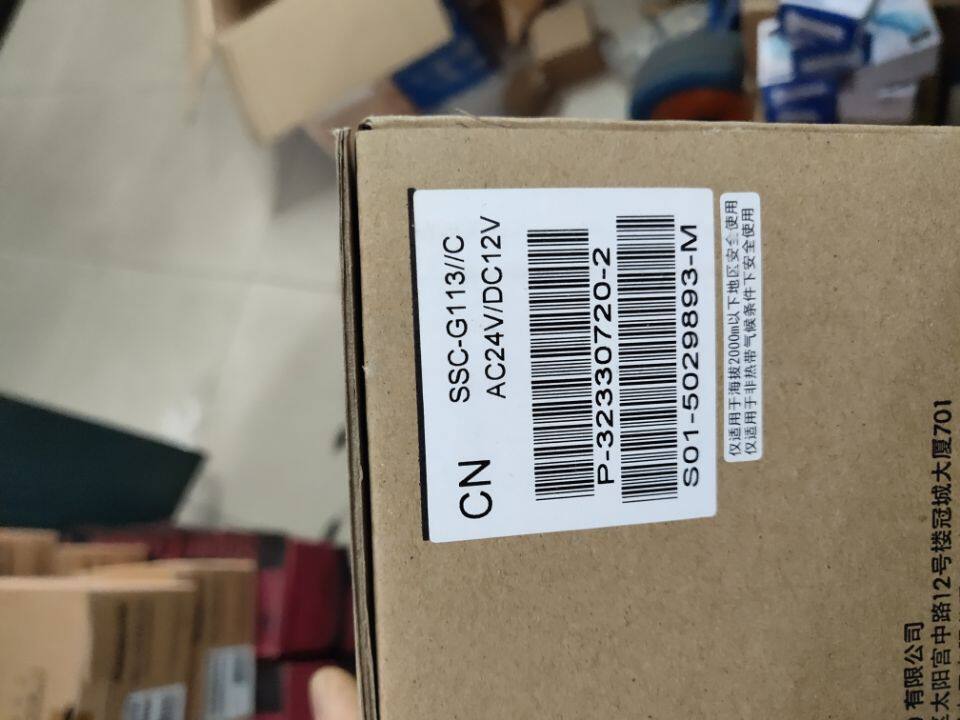 CN
SSC-G113//C
AC24V/DC12V
P-32330720-2
S01-5029893-M
仅适用于海拔2000m以下地区安全使用
仅适用于非热带气候条件下安全使用
有限公司
太阳宫中路12号楼冠城大厦701